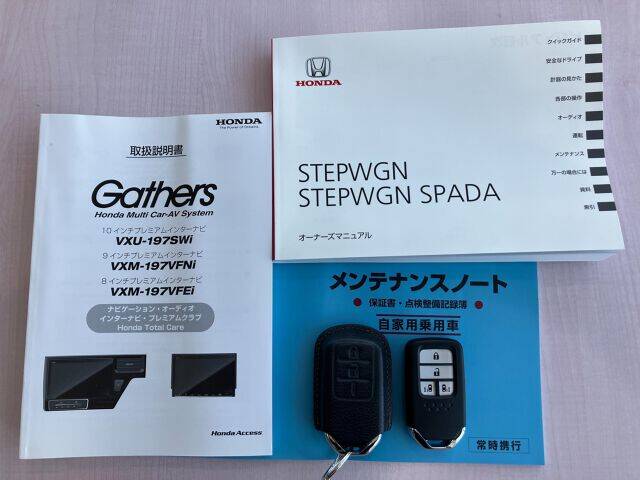 HONDA
The Power of Dreams
取扱説明書
Gathers
Honda Multi Car-AV System
10インチプレミアムインターナビ
VXU-197SWi
9インチプレミアムインターナビ
VXM-197VFNi
8インチプレミアムインターナビ
VXM-197VFEi
ナビゲーション・オーディオ
インターナビ・プレミアムクラブ
Honda Total Care
Honda Access
HONDA
STEPWGN
STEPWGN SPADA
オーナーズマニュアル
クイックガイド
安全なドライブ
計器の見かた
各部の操作
オーディオ
運転
メンテナンス
万一の場合には
資料
索引
メンテナンスノート
● 保証書・点検整備記録簿 ●
自家用乗用車
常時携行